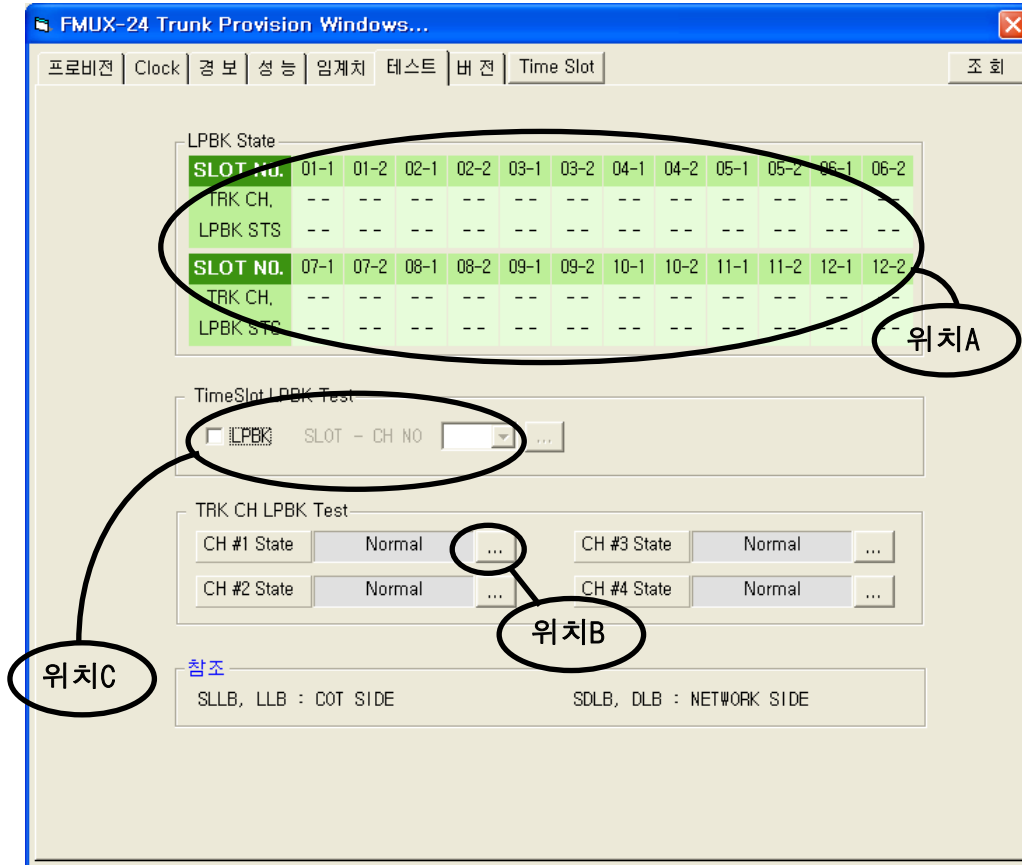 FMUX-24 Trunk Provision Windows...
프로비전 Clock 경 보 성 능 임계치 테스트 버 전 Time Slot 조 회
LPBK State
SLOT NO. 01-1 01-2 02-1 02-2 03-1 03-2 04-1 04-2 05-1 05-2 06-1 06-2
TRK CH. -- -- -- -- -- -- -- -- -- -- -- --
LPBK STS -- -- -- -- -- -- -- -- -- -- -- --
SLOT NO. 07-1 07-2 08-1 08-2 09-1 09-2 10-1 10-2 11-1 11-2 12-1 12-2
TRK CH. -- -- -- -- -- -- -- -- -- -- -- --
LPBK STS -- -- -- -- -- -- -- -- -- -- -- --
위치A
TimeSlot LPBK Test
LPBK SLOT - CH NO ...
TRK CH LPBK Test
CH #1 State Normal ... CH #3 State Normal ...
CH #2 State Normal ... CH #4 State Normal ...
위치B
위치C
참조
SLLB, LLB : COT SIDE SDLB, DLB : NETWORK SIDE